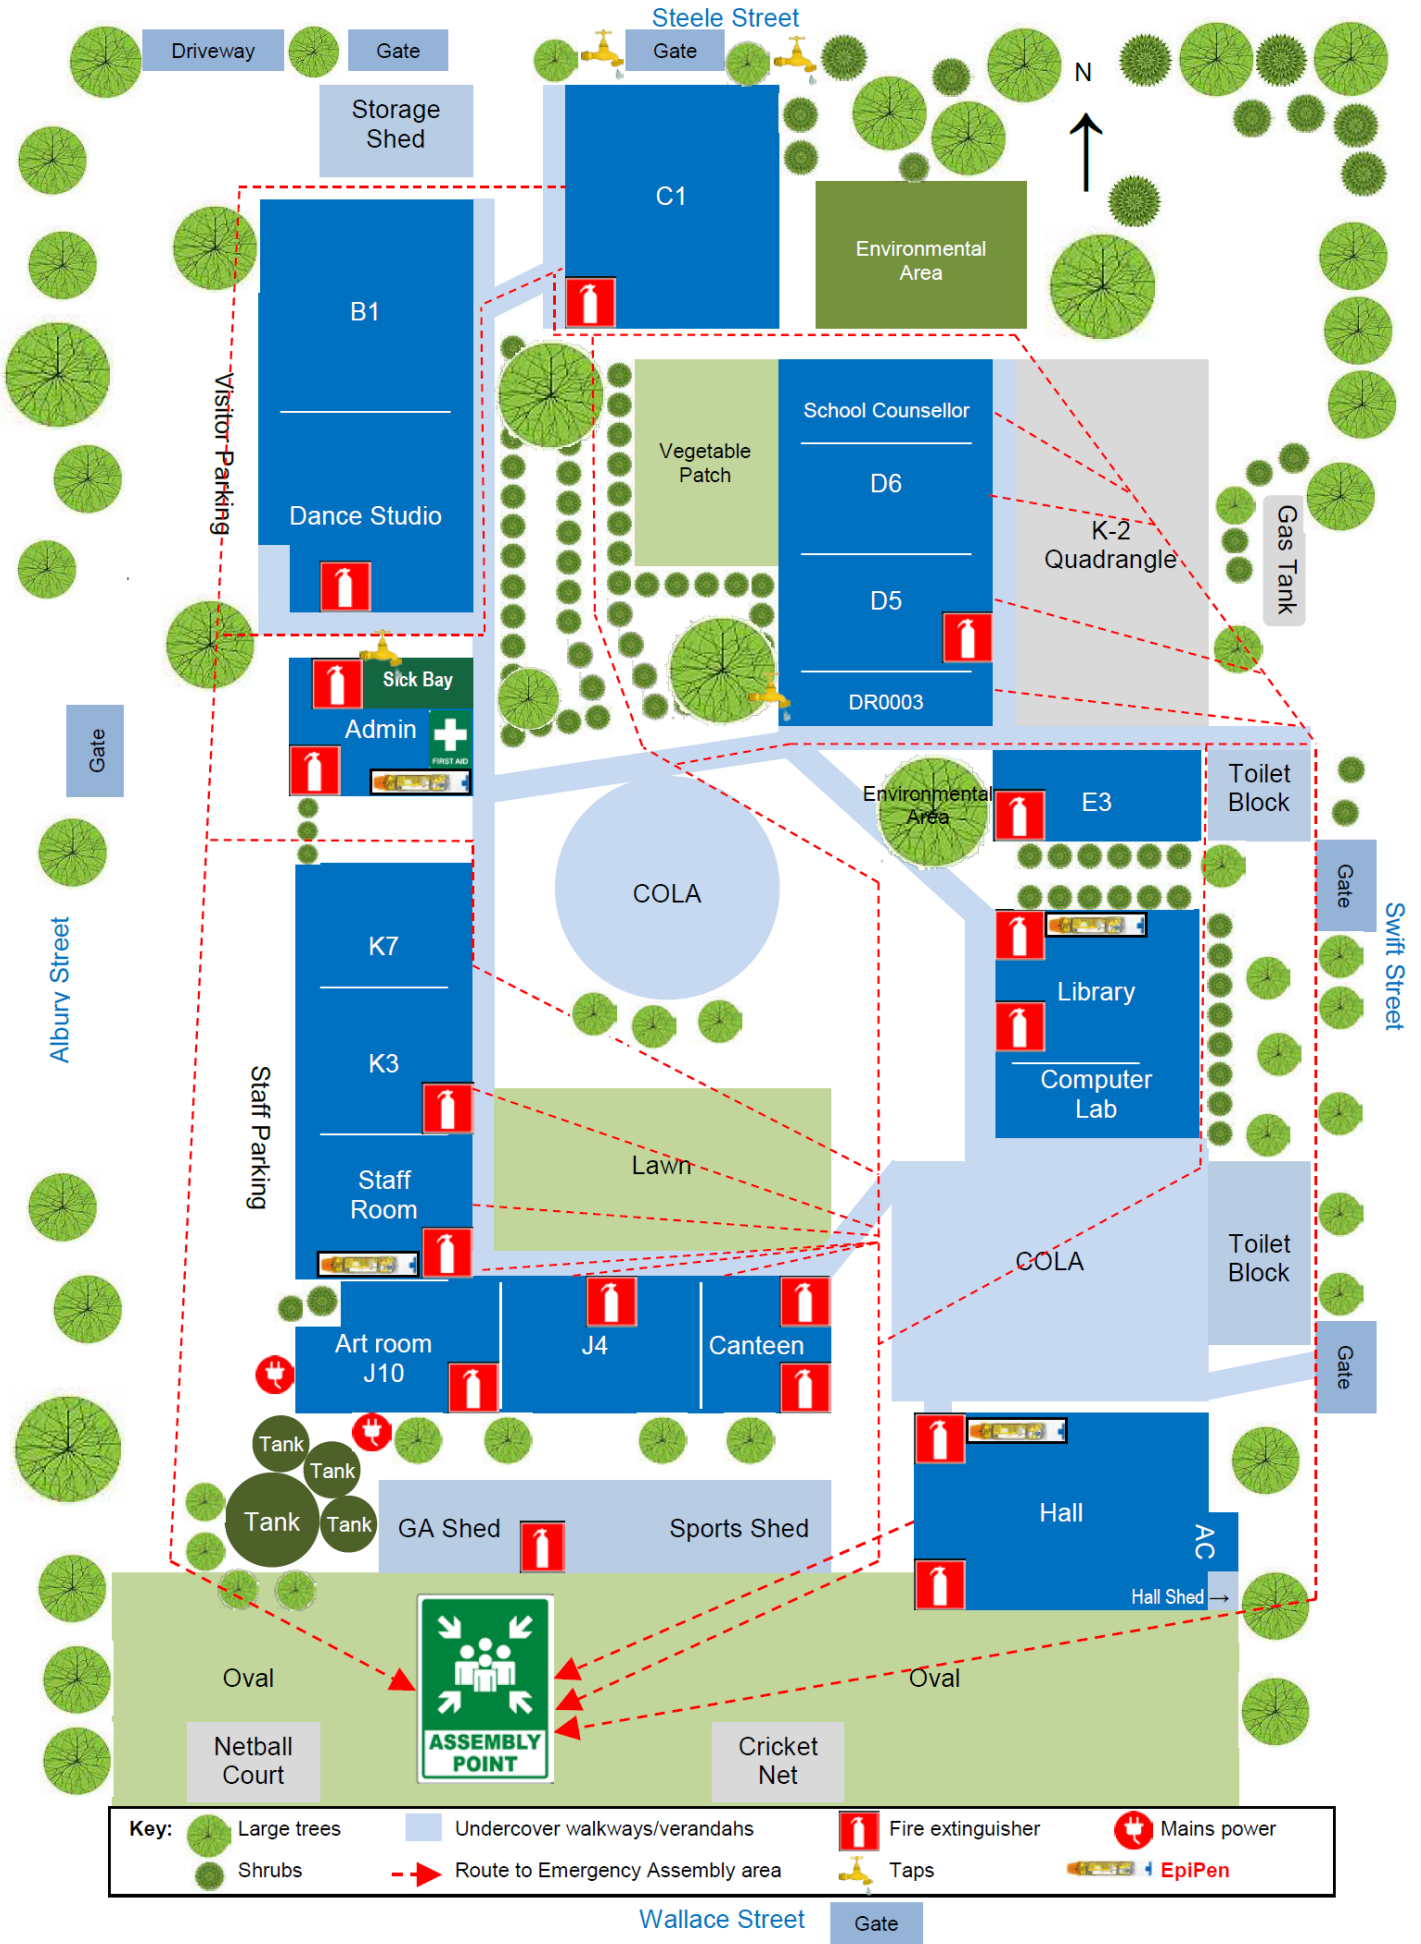 Steele Street
Driveway
Gate
Gate
N
Storage
Shed
C1
Environmental
Area
B1
Visitor Parking
School Counsellor
Vegetable
Patch
D6
Dance Studio
K-2
Quadrangle
Gas Tank
D5
Sick Bay
DR0003
Admin
FIRST AID
Gate
Toilet
Block
Environmental
Area
E3
COLA
Gate
Albury Street
Swift Street
K7
Library
K3
Computer
Lab
Staff Parking
Lawn
Staff
Room
COLA
Toilet
Block
Art room
J10
J4
Canteen
Gate
Tank
Tank
Tank
Tank
GA Shed
Sports Shed
Hall
AC
Hall Shed →
Oval
Oval
ASSEMBLY
POINT
Netball
Court
Cricket
Net
Key:
Large trees
Undercover walkways/verandahs
Fire extinguisher
Mains power
Shrubs
Route to Emergency Assembly area
Taps
EpiPen
Wallace Street
Gate